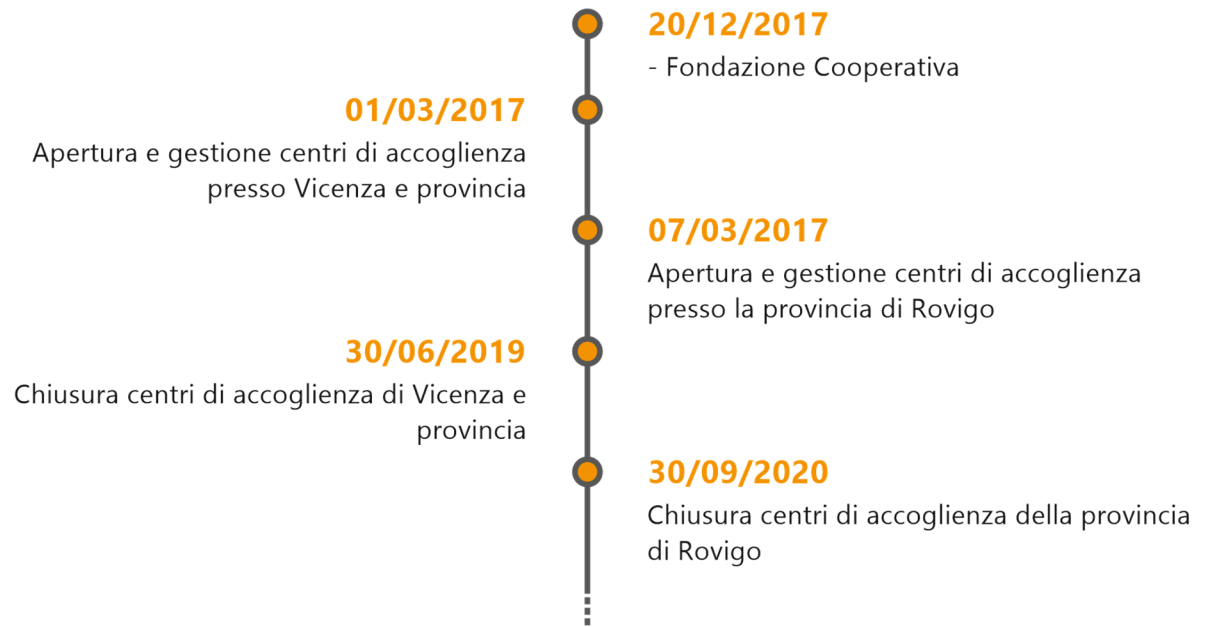 20/12/2017
- Fondazione Cooperativa
01/03/2017
Apertura e gestione centri di accoglienza
presso Vicenza e provincia
07/03/2017
Apertura e gestione centri di accoglienza
presso la provincia di Rovigo
30/06/2019
Chiusura centri di accoglienza di Vicenza e
provincia
30/09/2020
Chiusura centri di accoglienza della provincia
di Rovigo